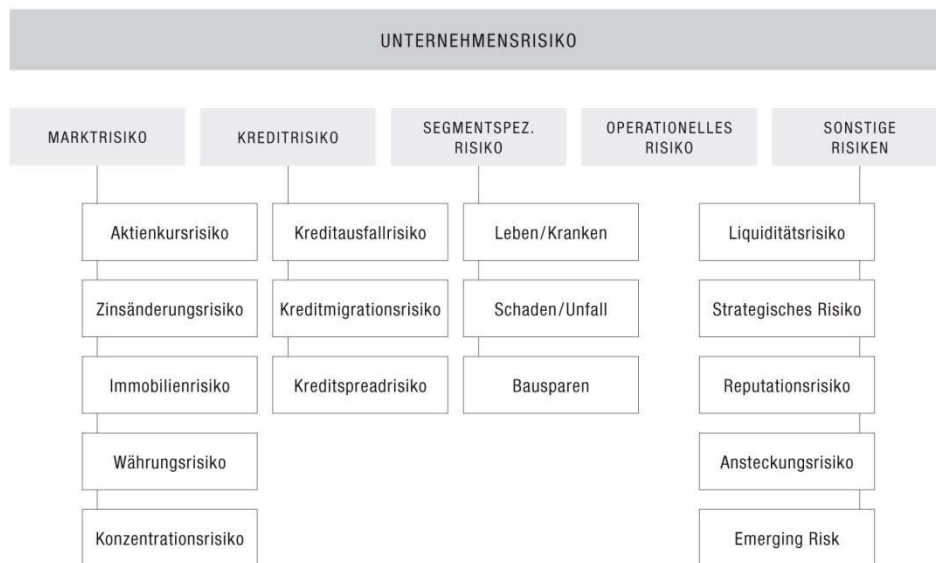 UNTERNEHMENSRISIKO
MARKTRISIKO
KREDITRISIKO
SEGMENTSPEZ.
RISIKO
OPERATIONELLES
RISIKO
SONSTIGE
RISIKEN
Aktienkursrisiko
Kreditausfallrisiko
Leben/Kranken
Liquiditätsrisiko
Zinsänderungsrisiko
Kreditmigrationsrisiko
Schaden/Unfall
Strategisches Risiko
Immobilienrisiko
Kreditspreadrisiko
Bausparen
Reputationsrisiko
Währungsrisiko
Ansteckungsrisiko
Konzentrationsrisiko
Emerging Risk